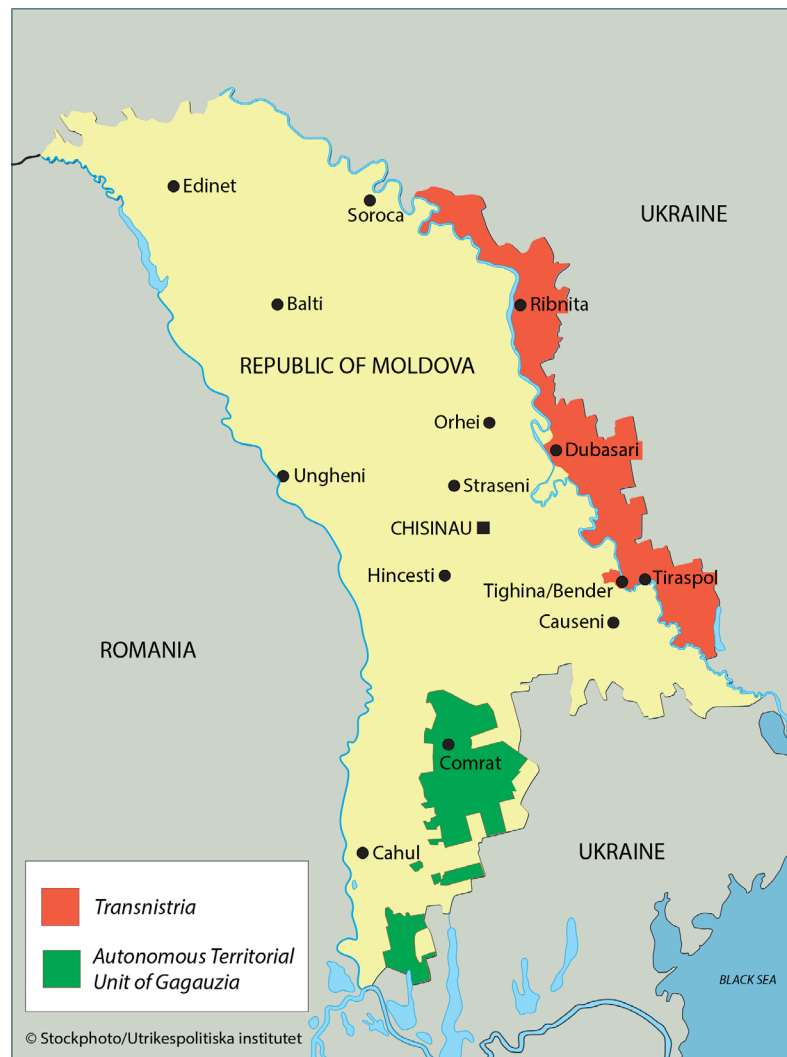 Edinet
Soroca
UKRAINE
Balti
Ribnita
REPUBLIC OF MOLDOVA
Orhei
Dubasari
Ungheni
Straseni
CHISINAU
Hincesti
Tighina/Bender
Tiraspol
Causeni
ROMANIA
Comrat
Cahul
UKRAINE
Transnistria
Autonomous Territorial
Unit of Gagauzia
BLACK SEA
© Stockphoto/Utrikespolitiska institutet